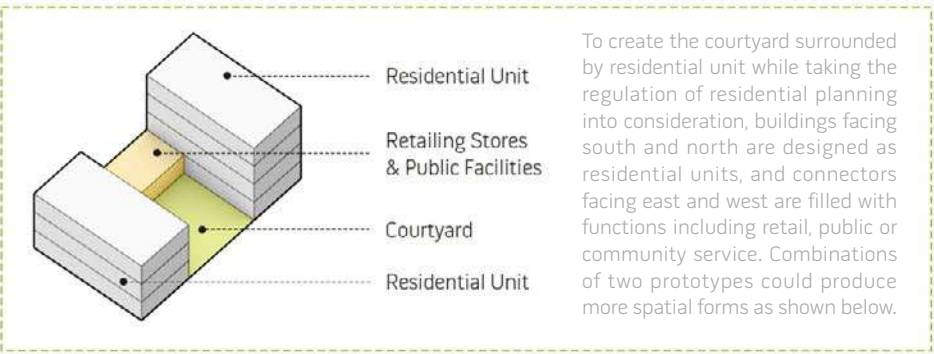 Residential Unit
Retailing Stores
& Public Facilities
Courtyard
Residential Unit
To create the courtyard surrounded
by residential unit while taking the
regulation of residential planning
into consideration, buildings facing
south and north are designed as
residential units, and connectors
facing east and west are filled with
functions including retail, public or
community service. Combinations
of two prototypes could produce
more spatial forms as shown below.